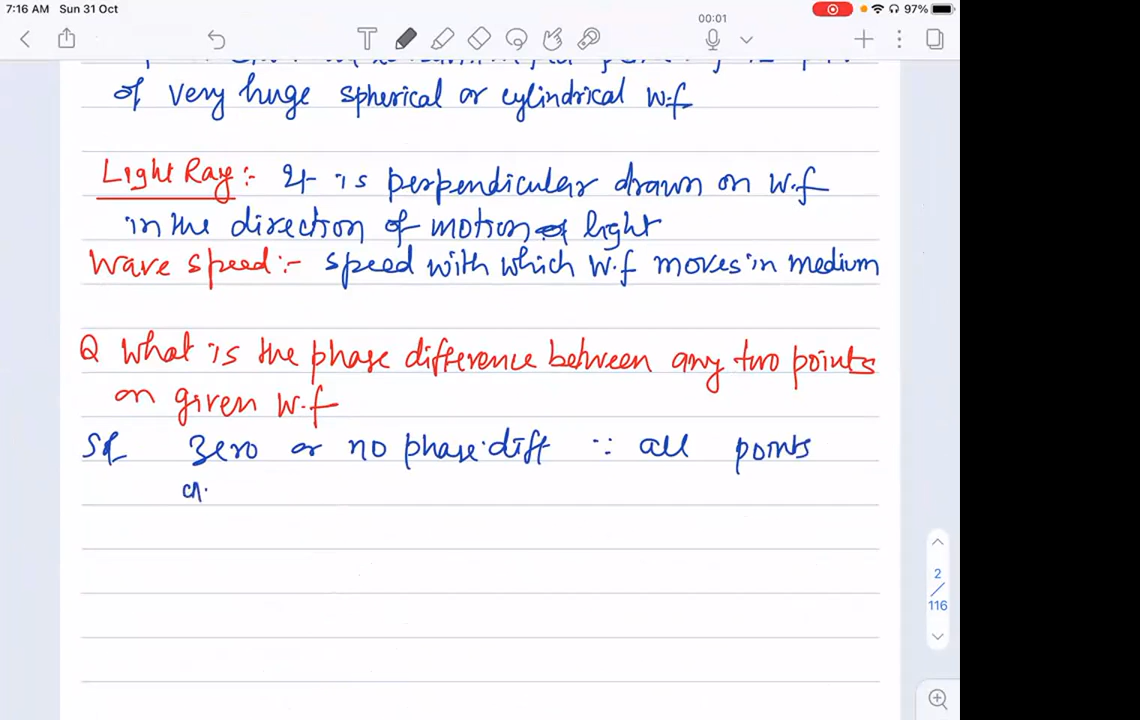 7:16 AM Sun 31 Oct
97%
00:01
of very huge spherical or cylindrical w.f
Light Ray :- It is perpendicular drawn on w.f
in the direction of motion of light
Wave speed :- speed with which w.f moves in medium
Q What is the phase difference between any two points
on given w.f
Sol Zero or no phase diff ∵ all points
2
/
116